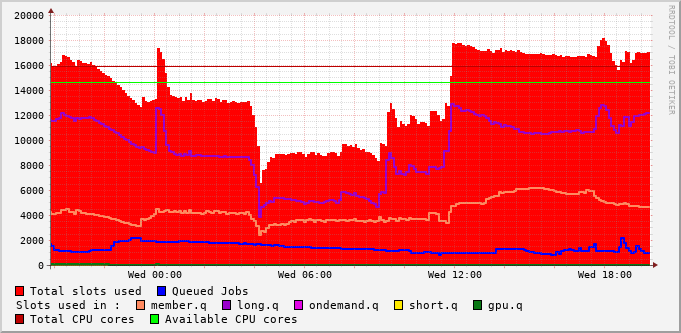 RRDTOOL / TOBI OETIKER
20000
18000
16000
14000
12000
10000
8000
6000
4000
2000
0
Wed 00:00 Wed 06:00 Wed 12:00 Wed 18:00
Total slots used Queued Jobs
Slots used in : member.q long.q ondemand.q short.q gpu.q
Total CPU cores Available CPU cores